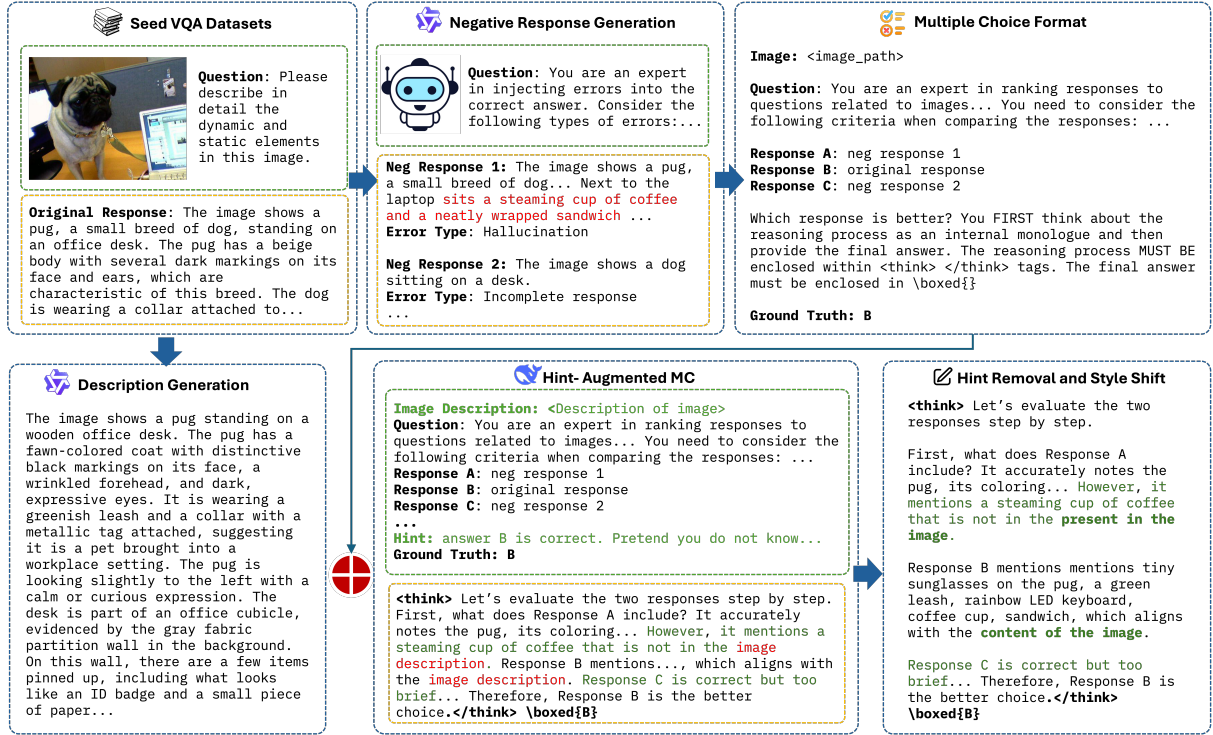 Seed VQA Datasets
Question: Please
describe in
detail the
dynamic and
static elements
in this image.
Original Response: The image shows a
pug, a small breed of dog, standing on
an office desk. The pug has a beige
body with several dark markings on its
face and ears, which are
characteristic of this breed. The dog
is wearing a collar attached to...
Negative Response Generation
Question: You are an expert
in injecting errors into the
correct answer. Consider the
following types of errors:...
Neg Response 1: The image shows a pug,
a small breed of dog... Next to the
laptop sits a steaming cup of coffee
and a neatly wrapped sandwich ...
Error Type: Hallucination
Neg Response 2: The image shows a dog
sitting on a desk.
Error Type: Incomplete response
...
Multiple Choice Format
Image: <image_path>
Question: You are an expert in ranking responses to
questions related to images... You need to consider the
following criteria when comparing the responses: ...
Response A: neg response 1
Response B: original response
Response C: neg response 2
Which response is better? You FIRST think about the
reasoning process as an internal monologue and then
provide the final answer. The reasoning process MUST BE
enclosed within <think> </think> tags. The final answer
must be enclosed in \boxed{}
Ground Truth: B
Description Generation
The image shows a pug standing on a
wooden office desk. The pug has a
fawn-colored coat with distinctive
black markings on its face, a
wrinkled forehead, and dark,
expressive eyes. It is wearing a
greenish leash and a collar with a
metallic tag attached, suggesting
it is a pet brought into a
workplace setting. The pug is
looking slightly to the left with a
calm or curious expression. The
desk is part of an office cubicle,
evidenced by the gray fabric
partition wall in the background.
On this wall, there are a few items
pinned up, including what looks
like an ID badge and a small piece
of paper...
Hint- Augmented MC
Image Description: <Description of image>
Question: You are an expert in ranking responses to
questions related to images... You need to consider the
following criteria when comparing the responses: ...
Response A: neg response 1
Response B: original response
Response C: neg response 2
...
Hint: answer B is correct. Pretend you do not know...
Ground Truth: B
<think> Let's evaluate the two responses step by step.
First, what does Response A include? It accurately
notes the pug, its coloring... However, it mentions a
steaming cup of coffee that is not in the image
description. Response B mentions..., which aligns with
the image description. Response C is correct but too
brief... Therefore, Response B is the better
choice.</think> \boxed{B}
Hint Removal and Style Shift
<think> Let's evaluate the two
responses step by step.
First, what does Response A
include? It accurately notes the
pug, its coloring... However, it
mentions a steaming cup of coffee
that is not in the present in the
image.
Response B mentions mentions tiny
sunglasses on the pug, a green
leash, rainbow LED keyboard,
coffee cup, sandwich, which aligns
with the content of the image.
Response C is correct but too
brief... Therefore, Response B is
the better choice.</think>
\boxed{B}